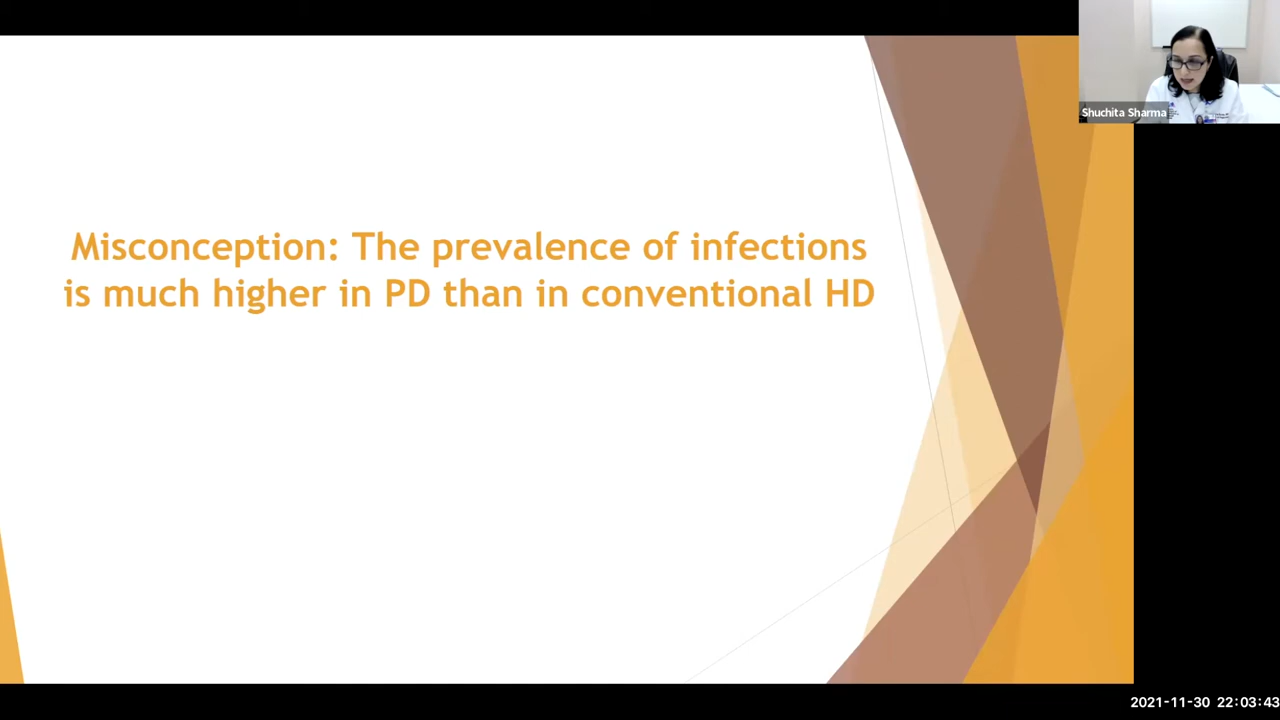 Shuchita Sharma
Misconception: The prevalence of infections
is much higher in PD than in conventional HD
2021-11-30 22:03:43